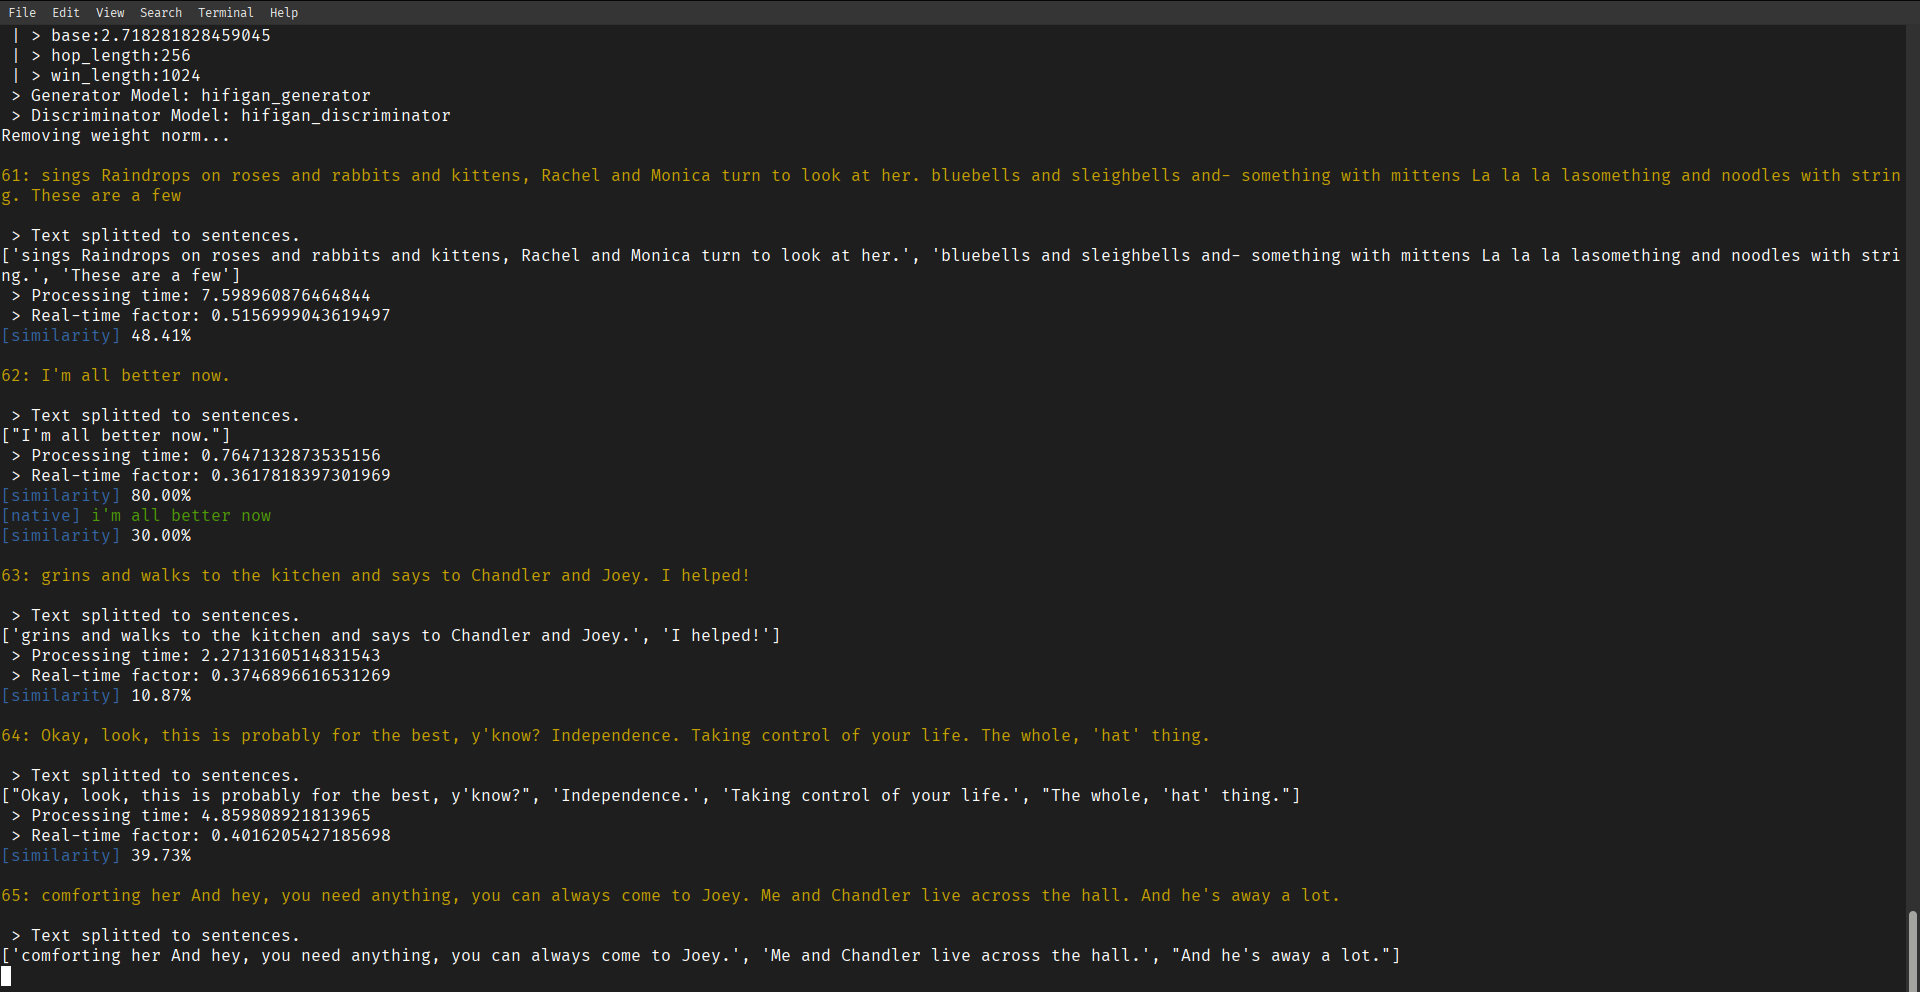 File Edit View Search Terminal Help
| > base:2.718281828459045
| > hop_length:256
| > win_length:1024
> Generator Model: hifigan_generator
> Discriminator Model: hifigan_discriminator
Removing weight norm...
61: sings Raindrops on roses and rabbits and kittens, Rachel and Monica turn to look at her. bluebells and sleighbells and- something with mittens La la la lasomething and noodles with strin
g. These are a few
> Text splitted to sentences.
['sings Raindrops on roses and rabbits and kittens, Rachel and Monica turn to look at her.', 'bluebells and sleighbells and- something with mittens La la la lasomething and noodles with stri
ng.', 'These are a few']
> Processing time: 7.598960876464844
> Real-time factor: 0.5156999043619497
[similarity] 48.41%
62: I'm all better now.
> Text splitted to sentences.
["I'm all better now."]
> Processing time: 0.7647132873535156
> Real-time factor: 0.3617818397301969
[similarity] 80.00%
[native] i'm all better now
[similarity] 30.00%
63: grins and walks to the kitchen and says to Chandler and Joey. I helped!
> Text splitted to sentences.
['grins and walks to the kitchen and says to Chandler and Joey.', 'I helped!']
> Processing time: 2.2713160514831543
> Real-time factor: 0.3746896616531269
[similarity] 10.87%
64: Okay, look, this is probably for the best, y'know? Independence. Taking control of your life. The whole, 'hat' thing.
> Text splitted to sentences.
["Okay, look, this is probably for the best, y'know?", 'Independence.', 'Taking control of your life.', "The whole, 'hat' thing."]
> Processing time: 4.859808921813965
> Real-time factor: 0.4016205427185698
[similarity] 39.73%
65: comforting her And hey, you need anything, you can always come to Joey. Me and Chandler live across the hall. And he's away a lot.
> Text splitted to sentences.
['comforting her And hey, you need anything, you can always come to Joey.', 'Me and Chandler live across the hall.', "And he's away a lot."]